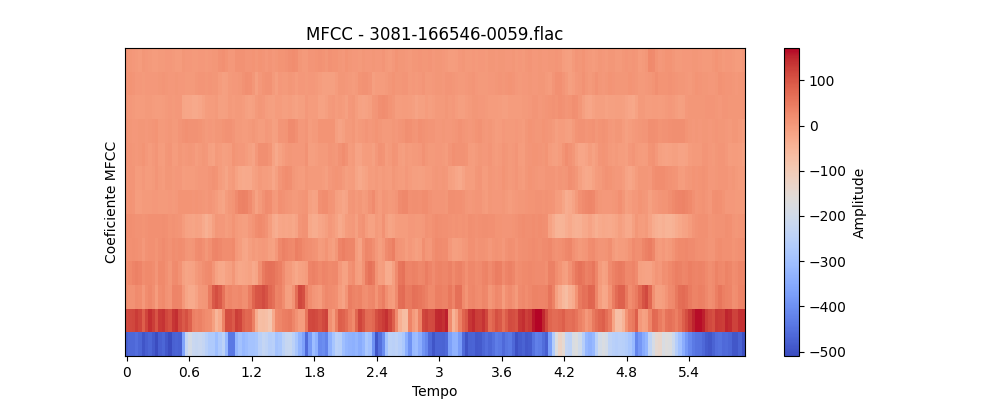 MFCC - 3081-166546-0059.flac
Coeficiente MFCC
0 0.6 1.2 1.8 2.4 3 3.6 4.2 4.8 5.4
Tempo
100
0
−100
−200
−300
−400
−500
Amplitude